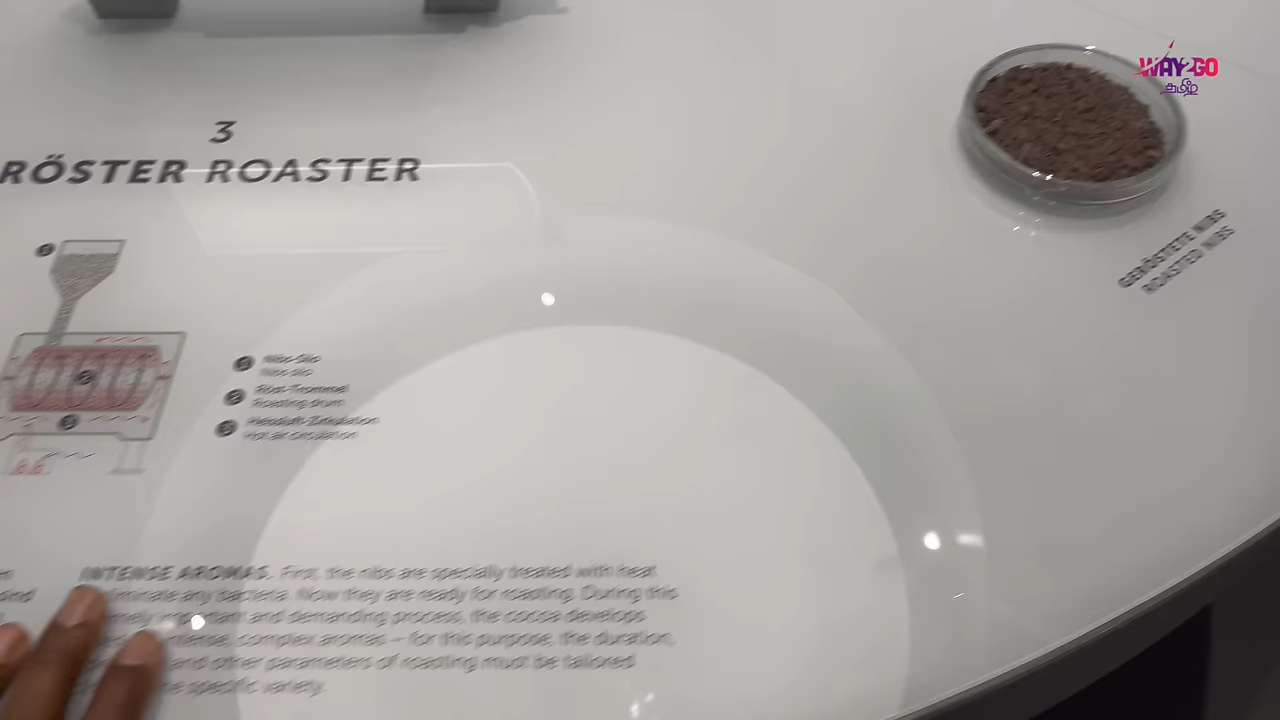 WAY2GO
தமிழ்
3
RÖSTER ROASTER
GERÖSTETE NIBS
ROASTED NIBS
Nibs-Silo
Nibs silo
Röst-Trommel
Roasting drum
Heissluft-Zirkulation
Hot air circulation
INTENSE AROMAS. First, the nibs are specially treated with heat
eliminate any bacteria. Now they are ready for roasting. During this
important and demanding process, the cocoa develops
intense, complex aromas – for this purpose, the duration,
and other parameters of roasting must be tailored
specific variety.